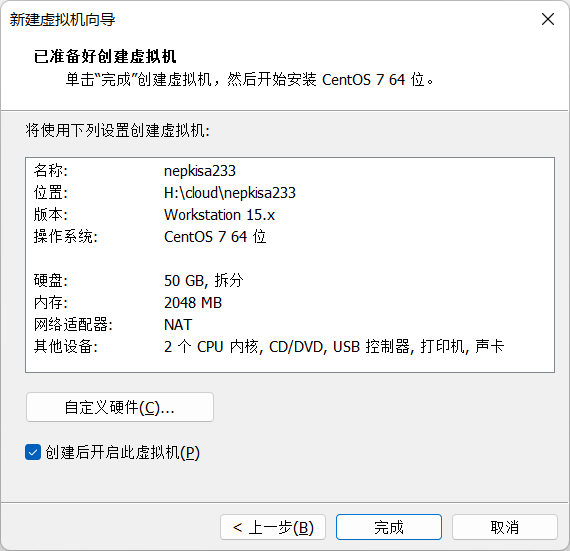 新建虚拟机向导
已准备好创建虚拟机
单击“完成”创建虚拟机，然后开始安装 CentOS 7 64 位。
将使用下列设置创建虚拟机:
名称: nepkisa233
位置: H:\cloud\nepkisa233
版本: Workstation 15.x
操作系统: CentOS 7 64 位
硬盘: 50 GB, 拆分
内存: 2048 MB
网络适配器: NAT
其他设备: 2 个 CPU 内核, CD/DVD, USB 控制器, 打印机, 声卡
自定义硬件(C)...
创建后开启此虚拟机(P)
< 上一步(B) 完成 取消